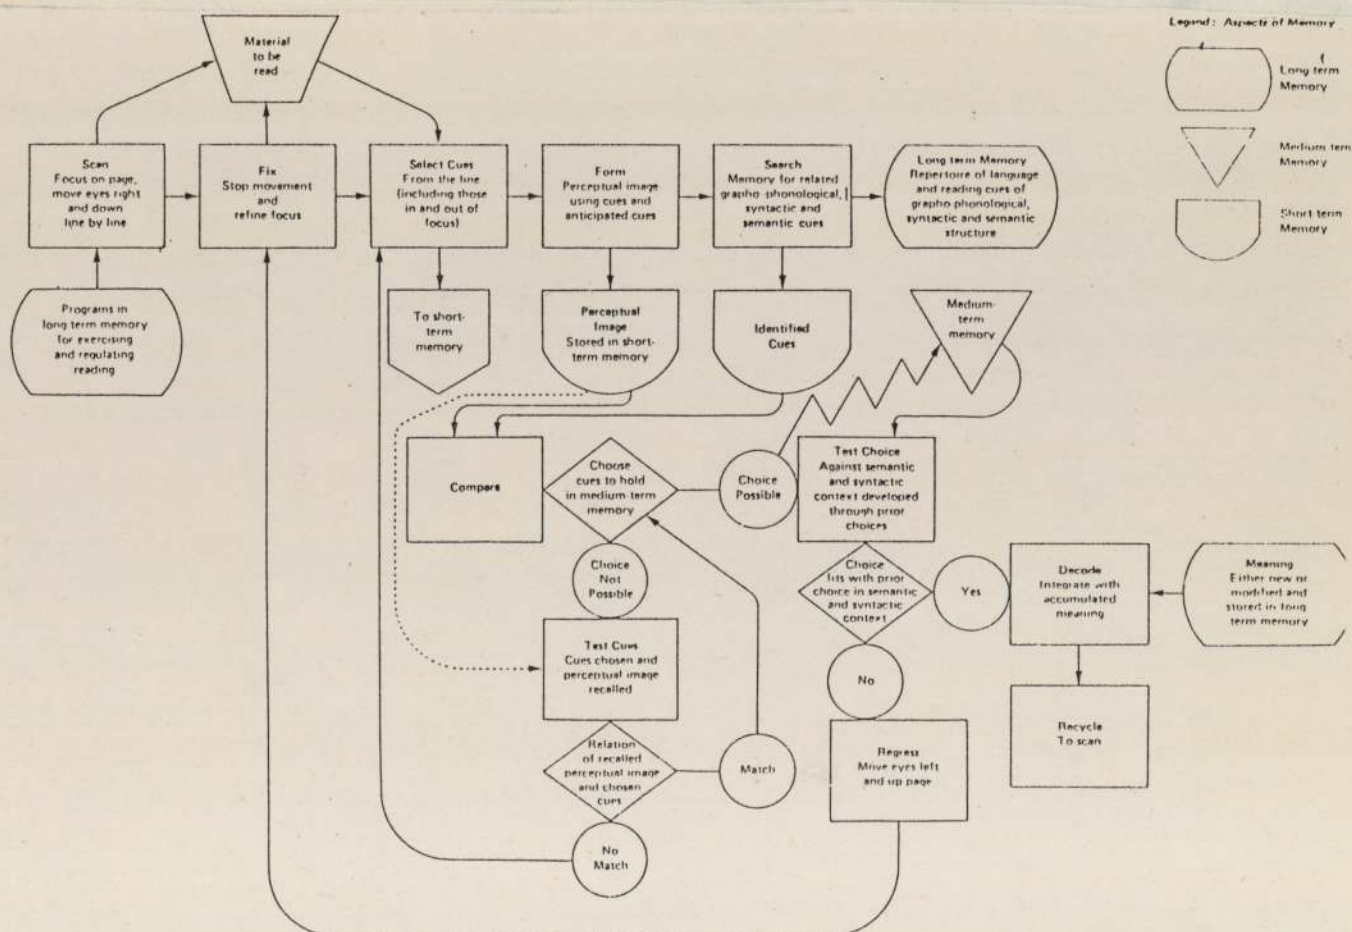 Legend: Aspects of Memory
Long term
Memory
Medium term
Memory
Short term
Memory
Material
to be
read
Scan
Focus on page,
move eyes right
and down
line by line
Fix
Stop movement
and
refine focus
Select Cues
From the line
(including those
in and out of
focus)
Form
Perceptual image
using cues and
anticipated cues
Search
Memory for related
grapho-phonological,
syntactic and
semantic cues
Long term Memory
Repertoire of language
and reading cues of
grapho phonological,
syntactic and semantic
structure
Programs in
long term memory
for exercising
and regulating
reading
To short-
term
memory
Perceptual
Image
Stored in short-
term memory
Identified
Cues
Medium-
term
memory
Compare
Choose
cues to hold
in medium-term
memory
Choice
Possible
Test Choice
Against semantic
and syntactic
context developed
through prior
choices
Choice
Not
Possible
Choice
fits with prior
choice in semantic
and syntactic
context
Yes
Decode
Integrate with
accumulated
meaning
Meaning
Either new or
modified and
stored in long
term memory
Test Cues
Cues chosen and
perceptual image
recalled
No
Recycle
To scan
Relation
of recalled
perceptual image
and chosen
cues
Match
Regress
Move eyes left
and up page
No
Match